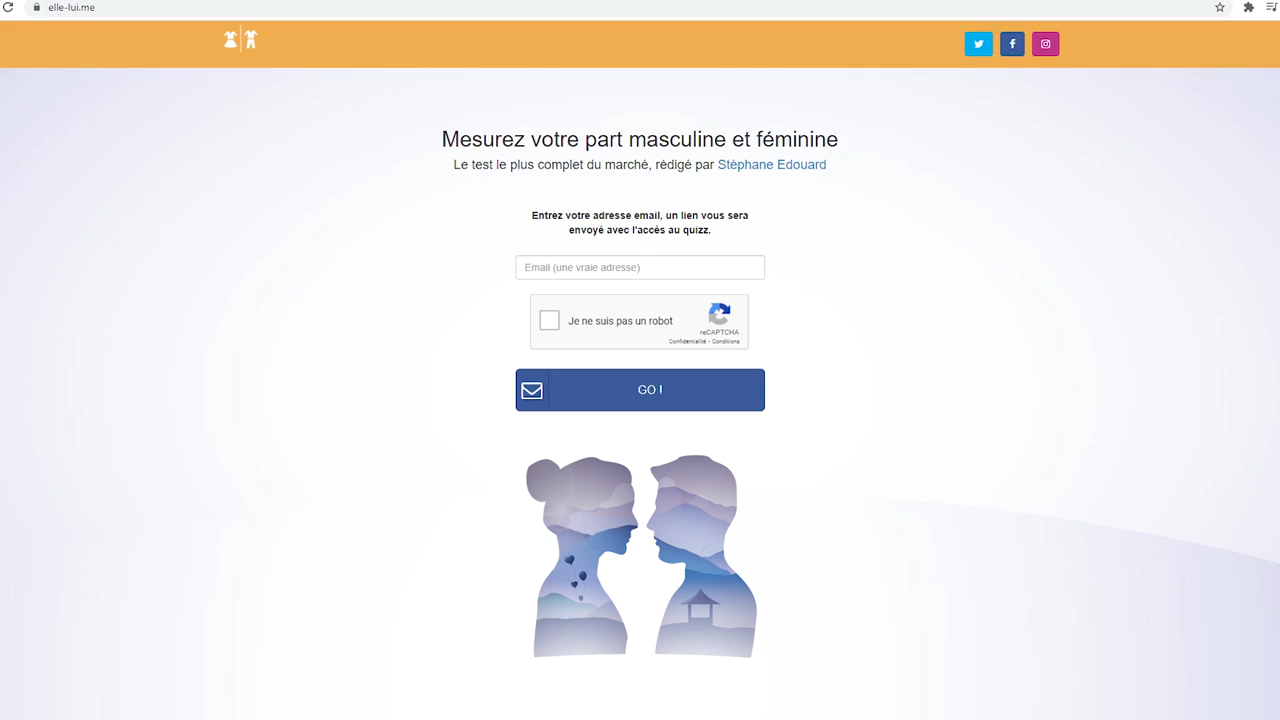 elle-lui.me
Mesurez votre part masculine et féminine
Le test le plus complet du marché, rédigé par Stéphane Edouard
Entrez votre adresse email, un lien vous sera
envoyé avec l'accès au quizz.
Email (une vraie adresse)
Je ne suis pas un robot
reCAPTCHA
Confidentialité - Conditions
GO !